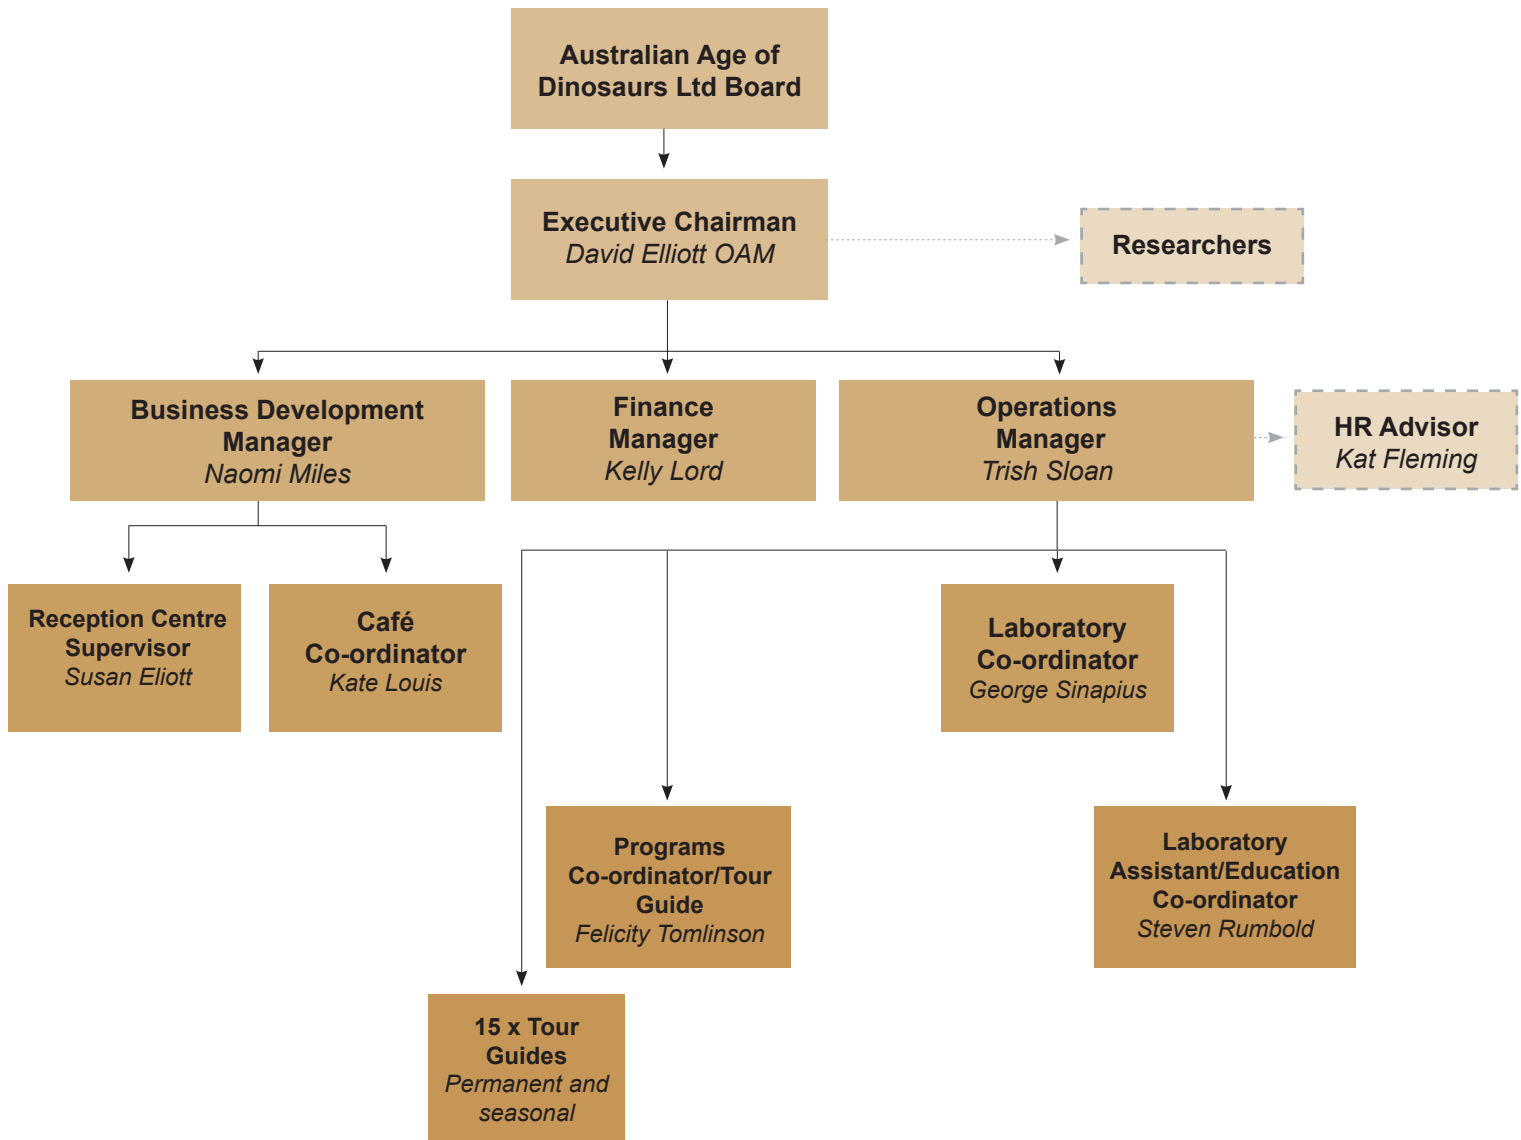 Australian Age of
Dinosaurs Ltd Board
Executive Chairman
David Elliott OAM
Researchers
Business Development
Manager
Naomi Miles
Finance
Manager
Kelly Lord
Operations
Manager
Trish Sloan
HR Advisor
Kat Fleming
Reception Centre
Supervisor
Susan Eliott
Café
Co-ordinator
Kate Louis
Laboratory
Co-ordinator
George Sinapius
Programs
Co-ordinator/Tour
Guide
Felicity Tomlinson
Laboratory
Assistant/Education
Co-ordinator
Steven Rumbold
15 x Tour
Guides
Permanent and
seasonal